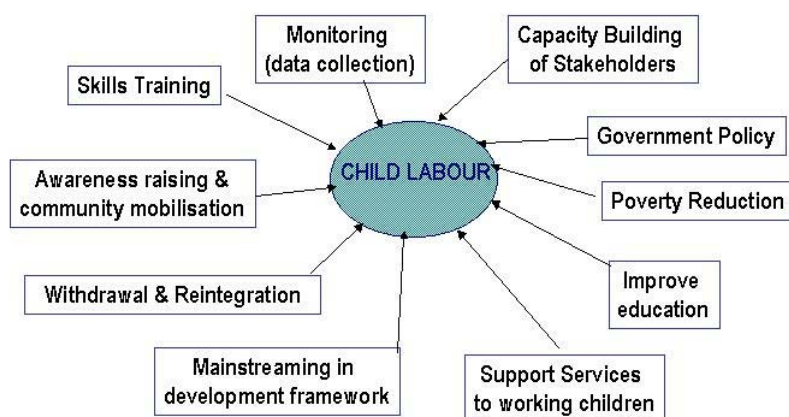 Monitoring
(data collection)
Capacity Building
of Stakeholders
Skills Training
Government Policy
CHILD LABOUR
Awareness raising &
community mobilisation
Poverty Reduction
Withdrawal & Reintegration
Improve
education
Mainstreaming in
development framework
Support Services
to working children